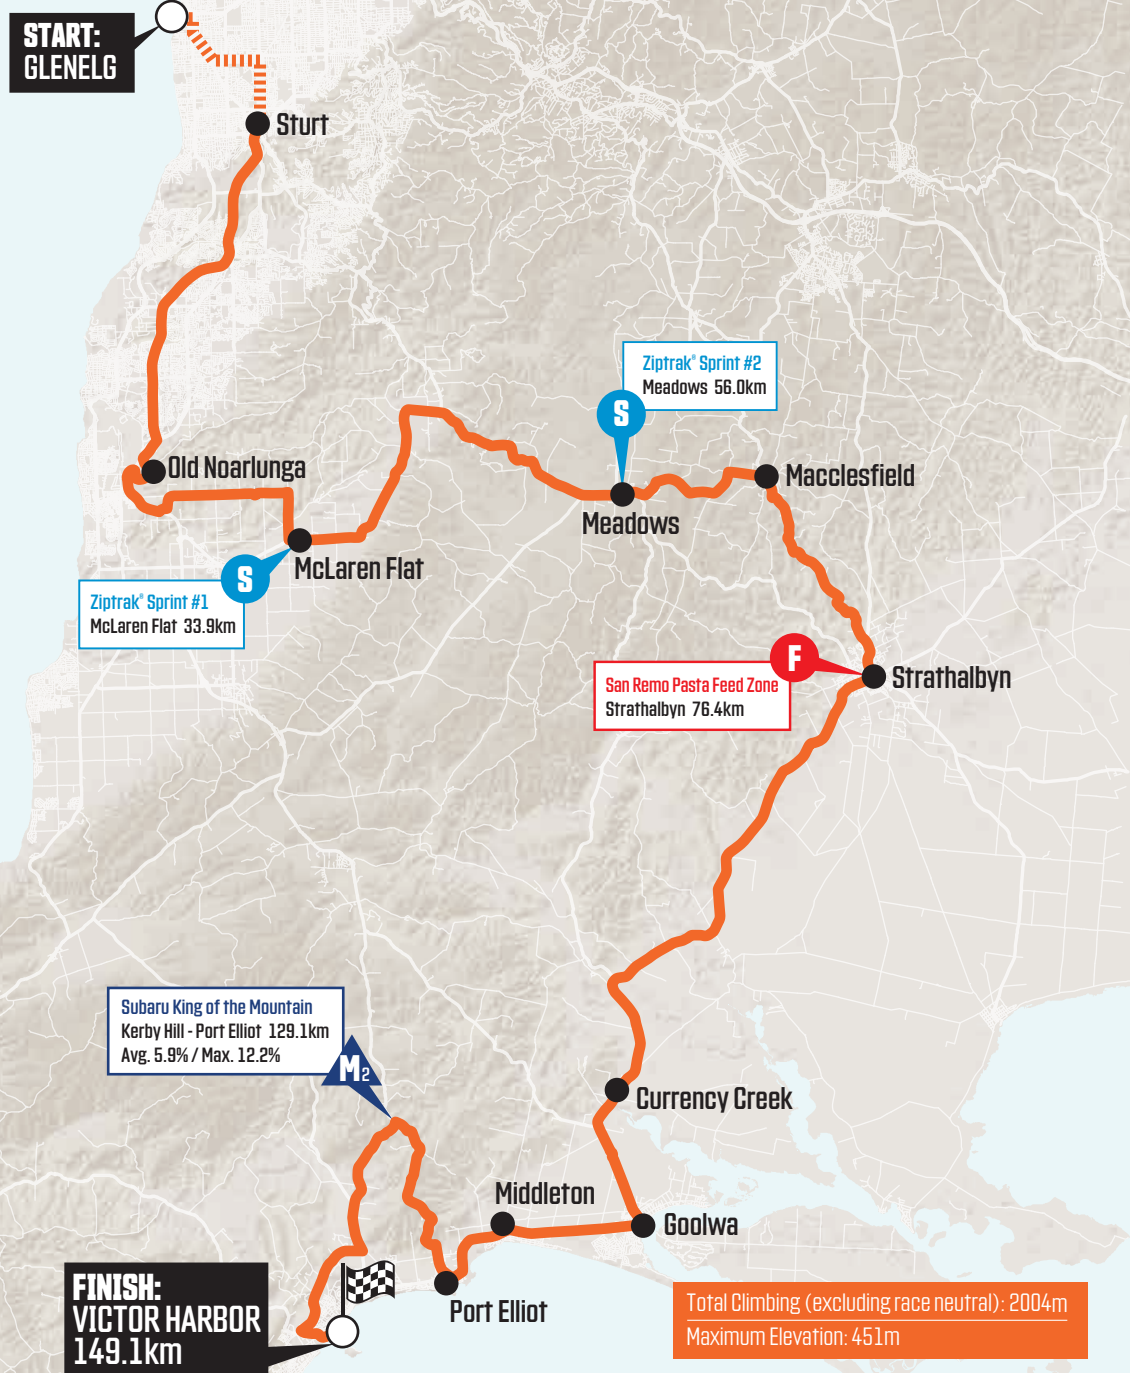 START:
GLENELG
Sturt
Ziptrak® Sprint #2
Meadows 56.0km
S
Old Noarlunga
Macclesfield
Meadows
McLaren Flat
S
Ziptrak® Sprint #1
McLaren Flat 33.9km
F
San Remo Pasta Feed Zone
Strathalbyn 76.4km
Strathalbyn
Subaru King of the Mountain
Kerby Hill - Port Elliot 129.1km
Avg. 5.9% / Max. 12.2%
M2
Currency Creek
Middleton
Goolwa
Port Elliot
FINISH:
VICTOR HARBOR
149.1km
Total Climbing (excluding race neutral): 2004m
Maximum Elevation: 451m